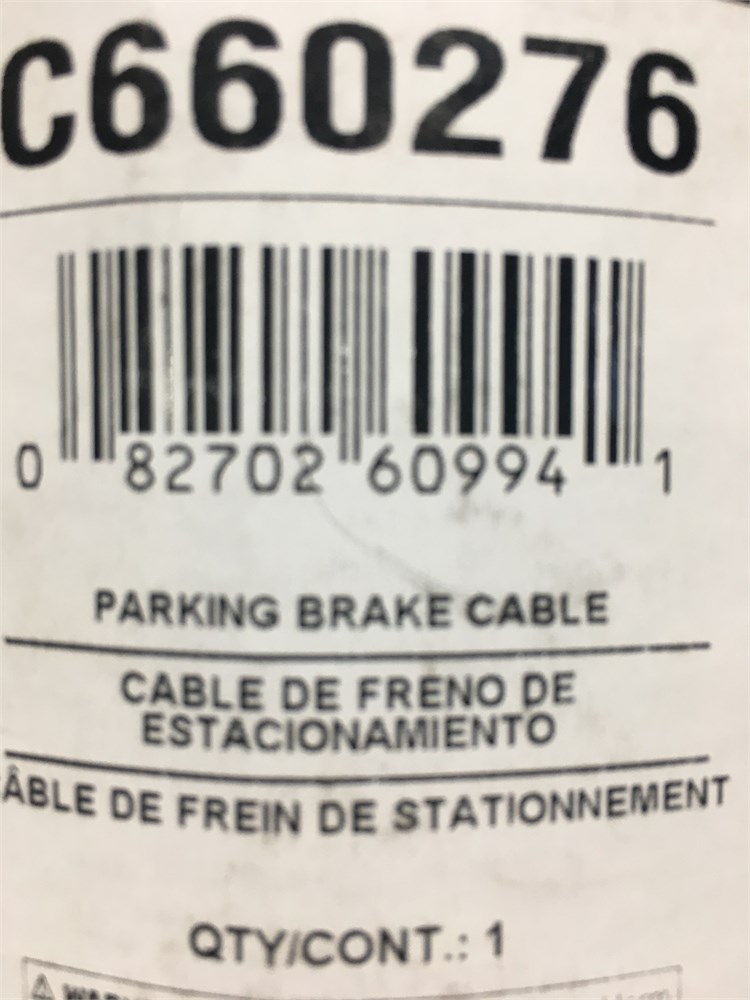 C660276
0 82702 60994 1
PARKING BRAKE CABLE
CABLE DE FRENO DE
ESTACIONAMIENTO
ÂBLE DE FREIN DE STATIONNEMENT
QTY/CONT.: 1